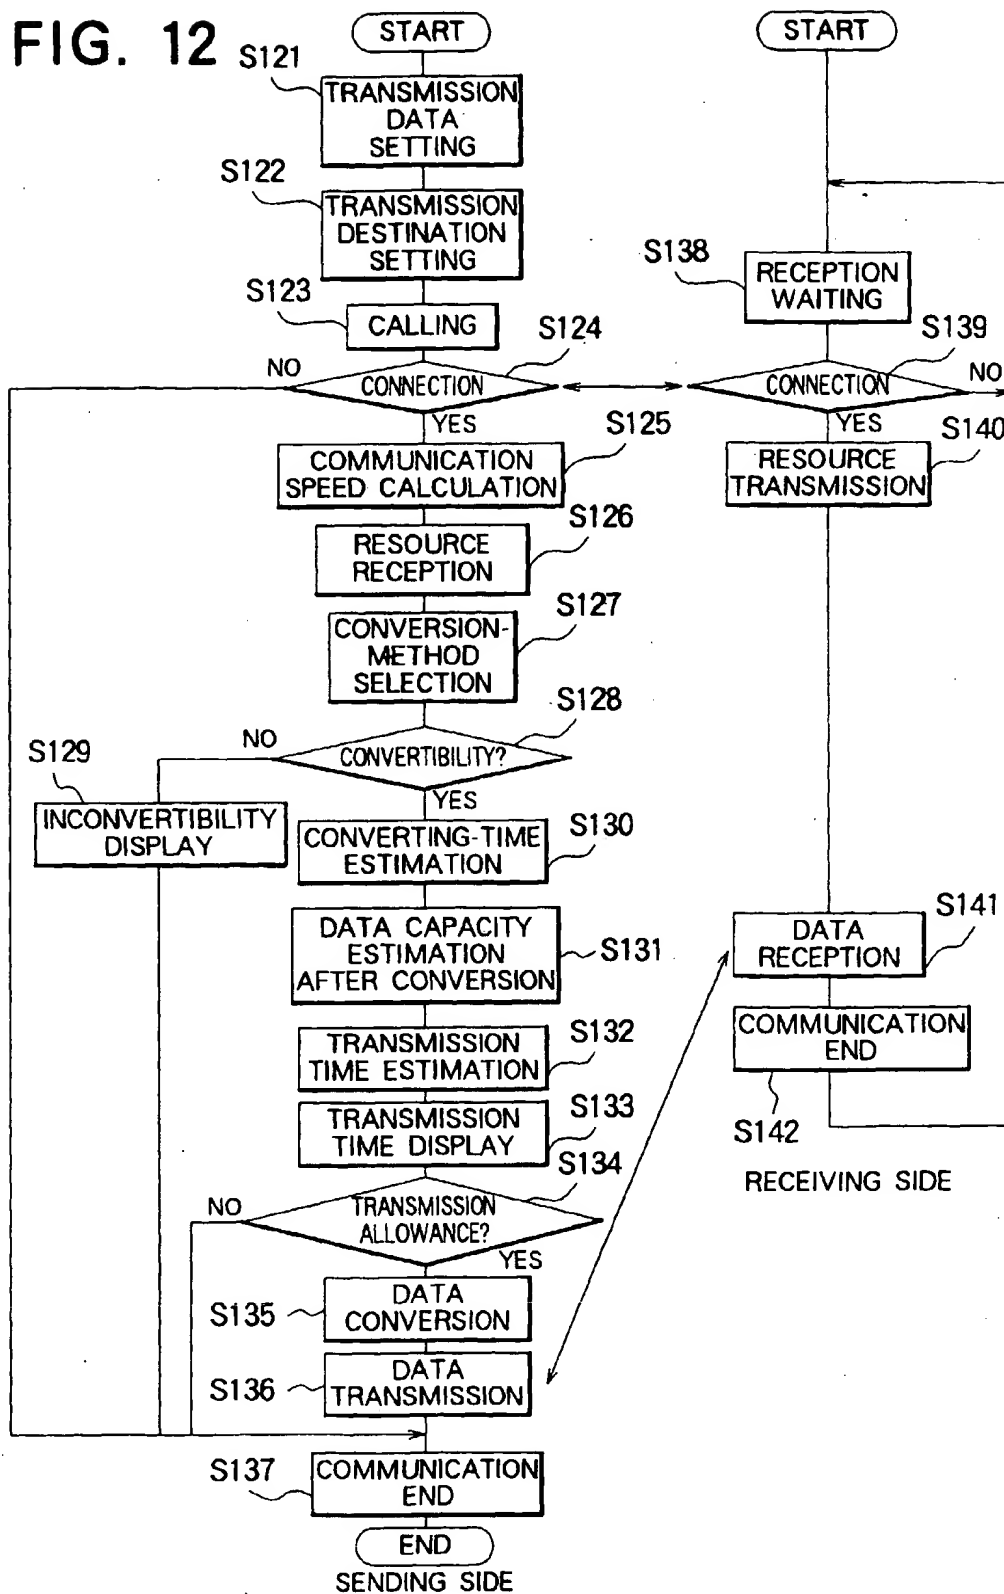 FIG. 12
START
S121
TRANSMISSION
DATA
SETTING
S122
TRANSMISSION
DESTINATION
SETTING
S123
CALLING
S124
NO
CONNECTION
YES
S125
COMMUNICATION
SPEED CALCULATION
S126
RESOURCE
RECEPTION
S127
CONVERSION-
METHOD
SELECTION
S128
NO
CONVERTIBILITY?
YES
S129
INCONVERTIBILITY
DISPLAY
S130
CONVERTING-TIME
ESTIMATION
S131
DATA CAPACITY
ESTIMATION
AFTER CONVERSION
S132
TRANSMISSION
TIME ESTIMATION
S133
TRANSMISSION
TIME DISPLAY
S134
NO
TRANSMISSION
ALLOWANCE?
YES
S135
DATA
CONVERSION
S136
DATA
TRANSMISSION
S137
COMMUNICATION
END
END
SENDING SIDE
START
S138
RECEPTION
WAITING
S139
CONNECTION
NO
YES
S140
RESOURCE
TRANSMISSION
S141
DATA
RECEPTION
COMMUNICATION
END
S142
RECEIVING SIDE